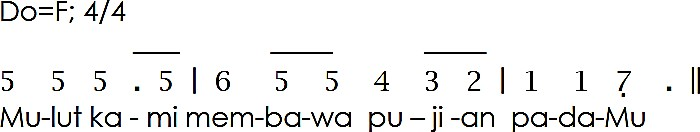 Do=F; 4/4
5 5 5 . 5 | 6 5 5 4 3 2 | 1 1 7̣ . ‖
Mu-lut ka - mi mem-ba-wa pu – ji -an pa-da-Mu